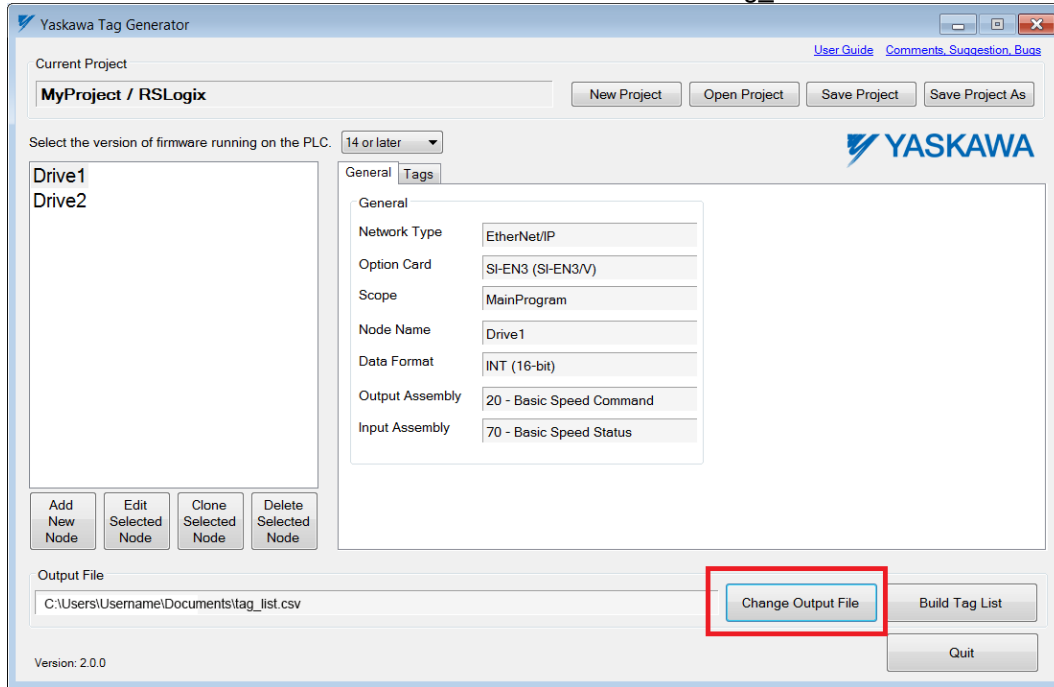 Yaskawa Tag Generator
User Guide Comments, Suggestion, Bugs
Current Project
MyProject / RSLogix
New Project
Open Project
Save Project
Save Project As
Select the version of firmware running on the PLC.
14 or later
YASKAWA
Drive1
Drive2
General Tags
General
Network Type EtherNet/IP
Option Card SI-EN3 (SI-EN3/V)
Scope MainProgram
Node Name Drive1
Data Format INT (16-bit)
Output Assembly 20 - Basic Speed Command
Input Assembly 70 - Basic Speed Status
Add
New
Node
Edit
Selected
Node
Clone
Selected
Node
Delete
Selected
Node
Output File
C:\Users\Username\Documents\tag_list.csv
Change Output File
Build Tag List
Version: 2.0.0
Quit